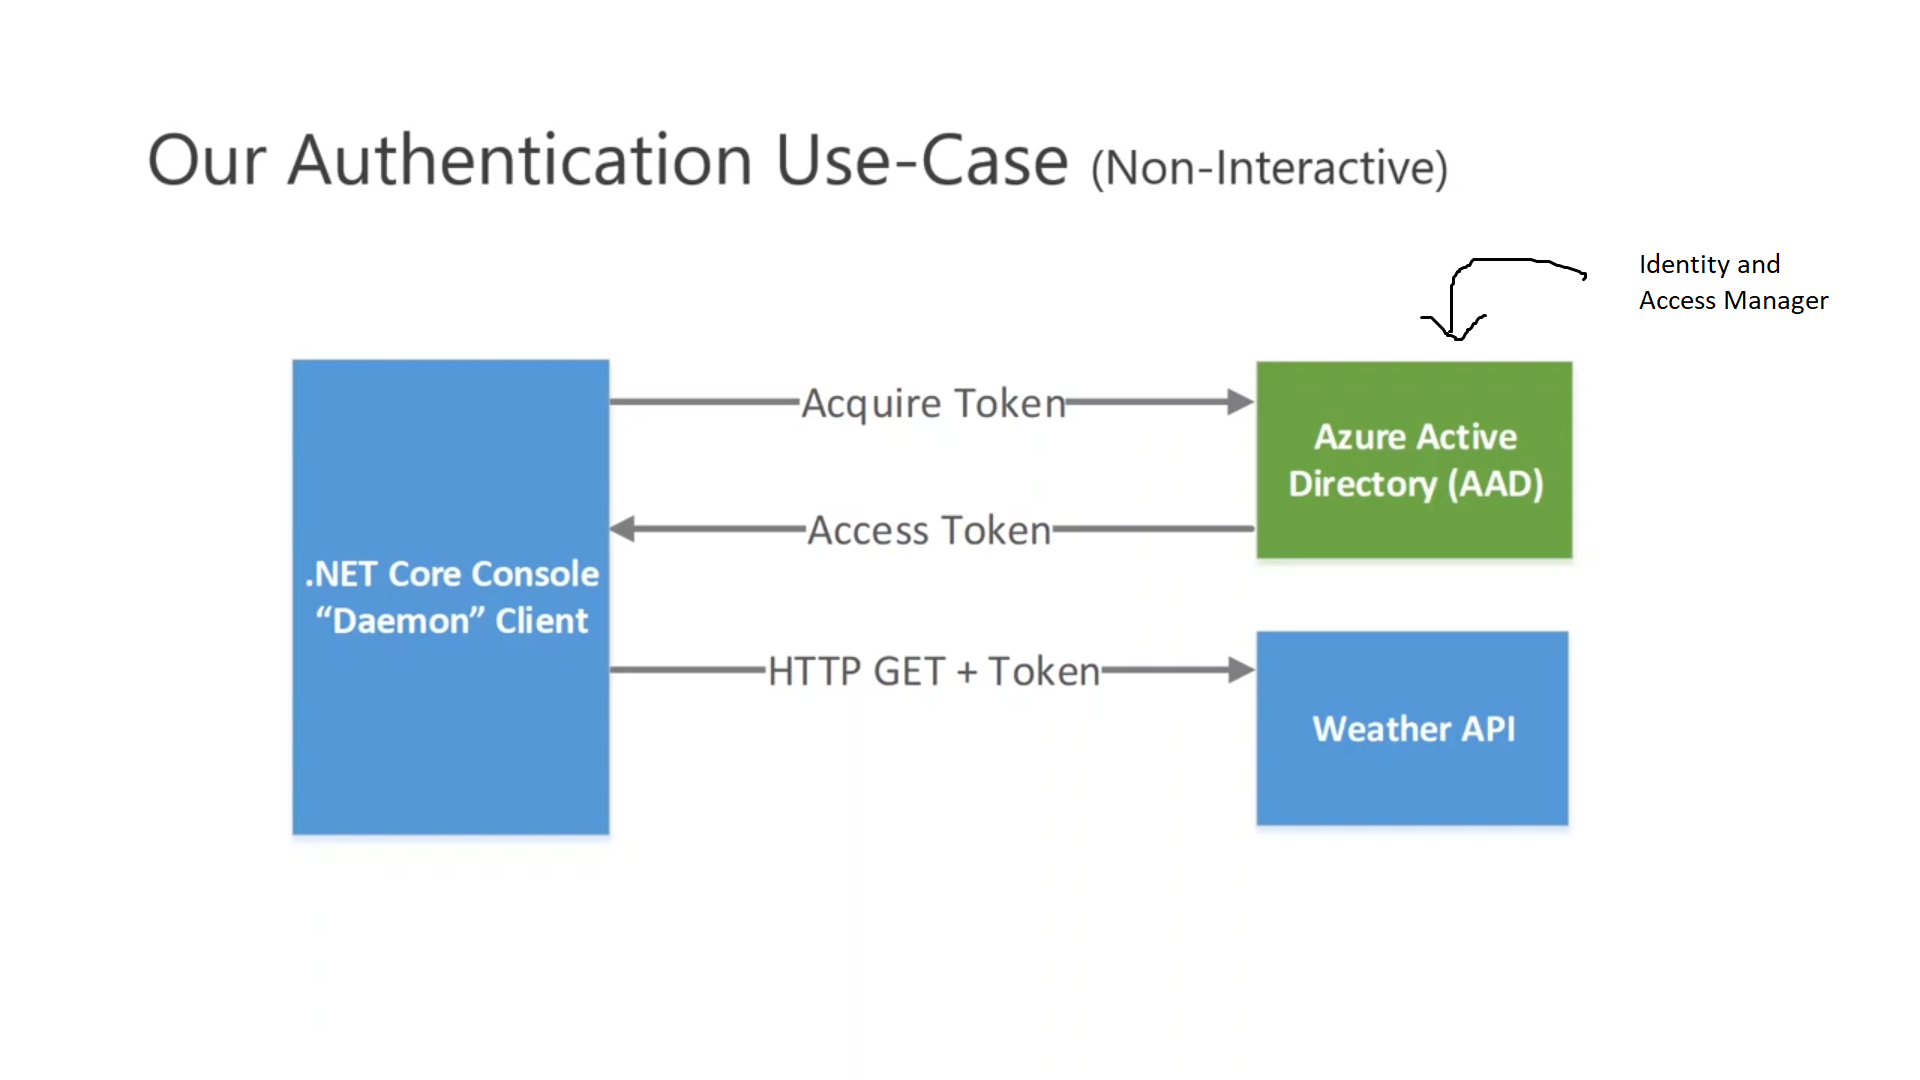 Our Authentication Use-Case (Non-Interactive)
Identity and
Access Manager
Acquire Token
Azure Active
Directory (AAD)
Access Token
.NET Core Console
“Daemon” Client
HTTP GET + Token
Weather API